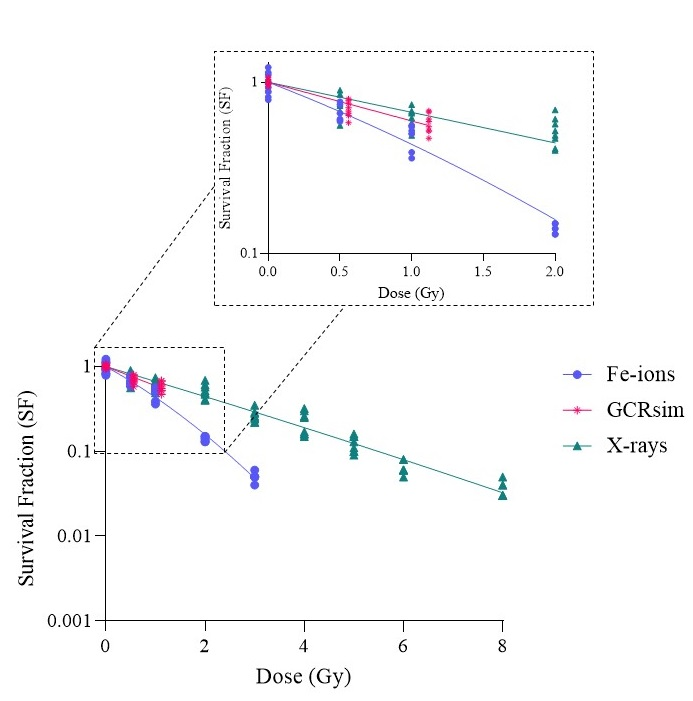 1
0.1
0.0
0.5
1.0
1.5
2.0
Survival Fraction (SF)
Dose (Gy)
1
0.1
0.01
0.001
0
2
4
6
8
Survival Fraction (SF)
Dose (Gy)
Fe-ions
GCRsim
X-rays